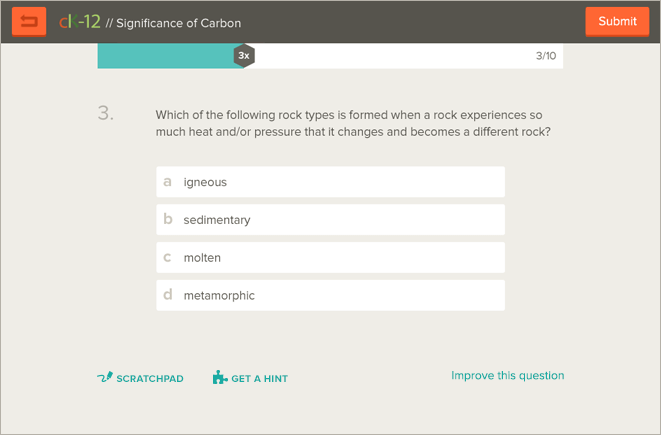 cK-12 // Significance of Carbon
Submit
3x
3/10
3.
Which of the following rock types is formed when a rock experiences so
much heat and/or pressure that it changes and becomes a different rock?
a igneous
b sedimentary
c molten
d metamorphic
SCRATCHPAD
GET A HINT
Improve this question